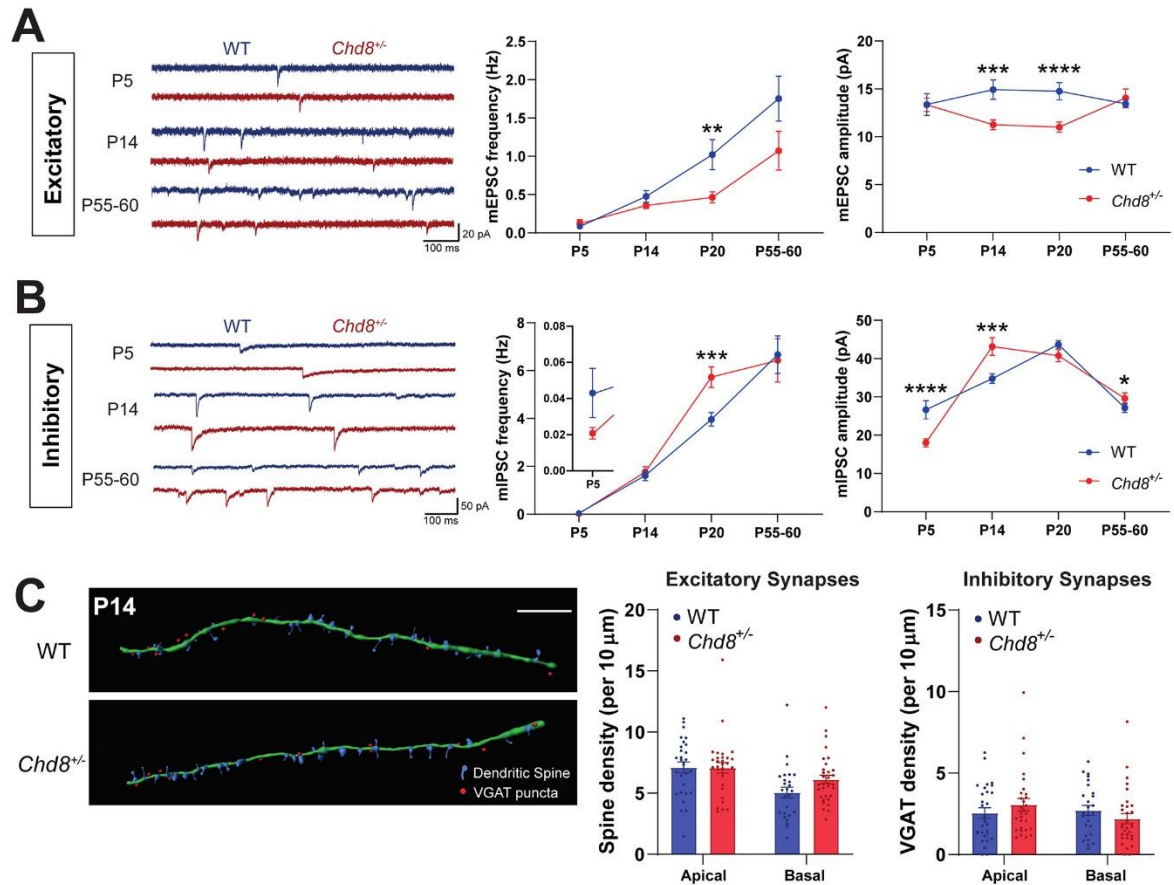 A
Excitatory
WT Chd8+/-
P5
P14
P55-60
20 pA
100 ms
mEPSC frequency (Hz)
2.5
2.0
1.5
1.0
0.5
0.0
**
P5 P14 P20 P55-60
mEPSC amplitude (pA)
20
15
10
5
0
*** ****
WT
Chd8+/-
P5 P14 P20 P55-60
B
Inhibitory
WT Chd8+/-
P5
P14
P55-60
50 pA
100 ms
mIPSC frequency (Hz)
8
6
4
2
0
0.08
0.06
0.04
0.02
0.00
P5
***
P5 P14 P20 P55-60
mIPSC amplitude (pA)
50
40
30
20
10
0
**** *** *
WT
Chd8+/-
P5 P14 P20 P55-60
C
P14
WT
Chd8+/-
Dendritic Spine
VGAT puncta
Excitatory Synapses
Spine density (per 10 μm)
20
15
10
5
0
WT
Chd8+/-
Apical Basal
Inhibitory Synapses
VGAT density (per 10 μm)
15
10
5
0
WT
Chd8+/-
Apical Basal